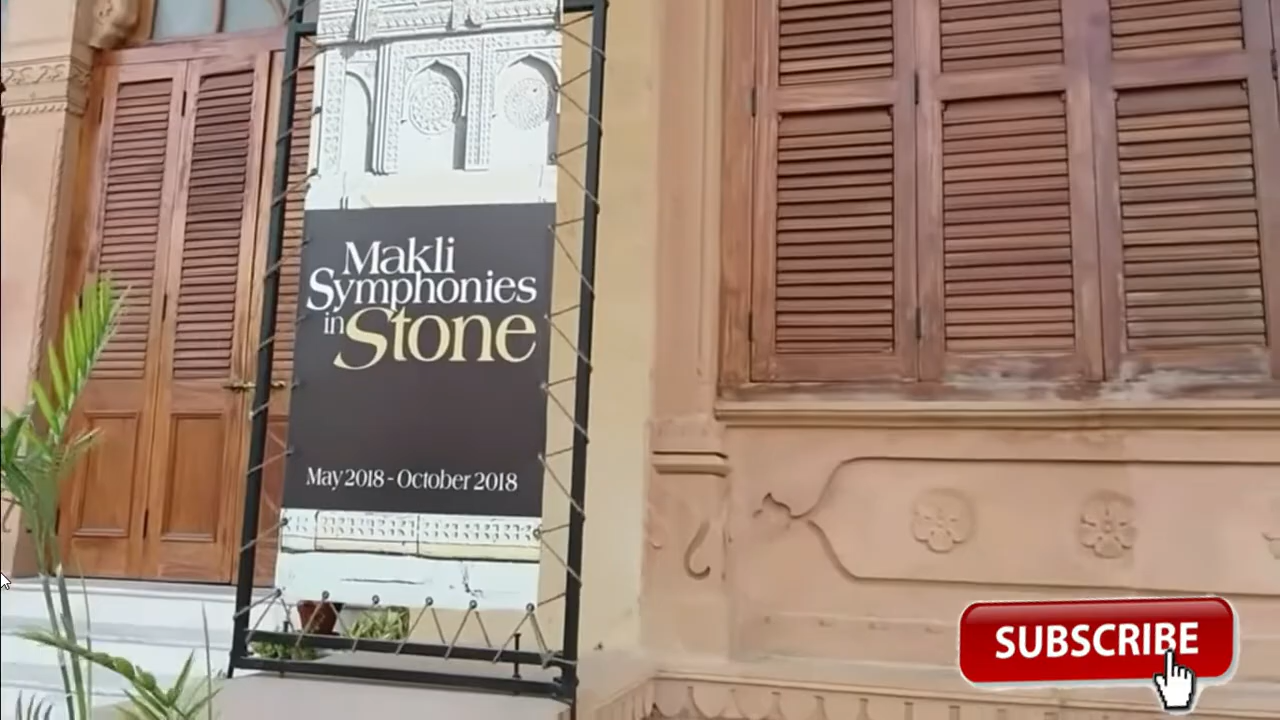 Makli
Symphonies
in Stone
May 2018 - October 2018
SUBSCRIBE